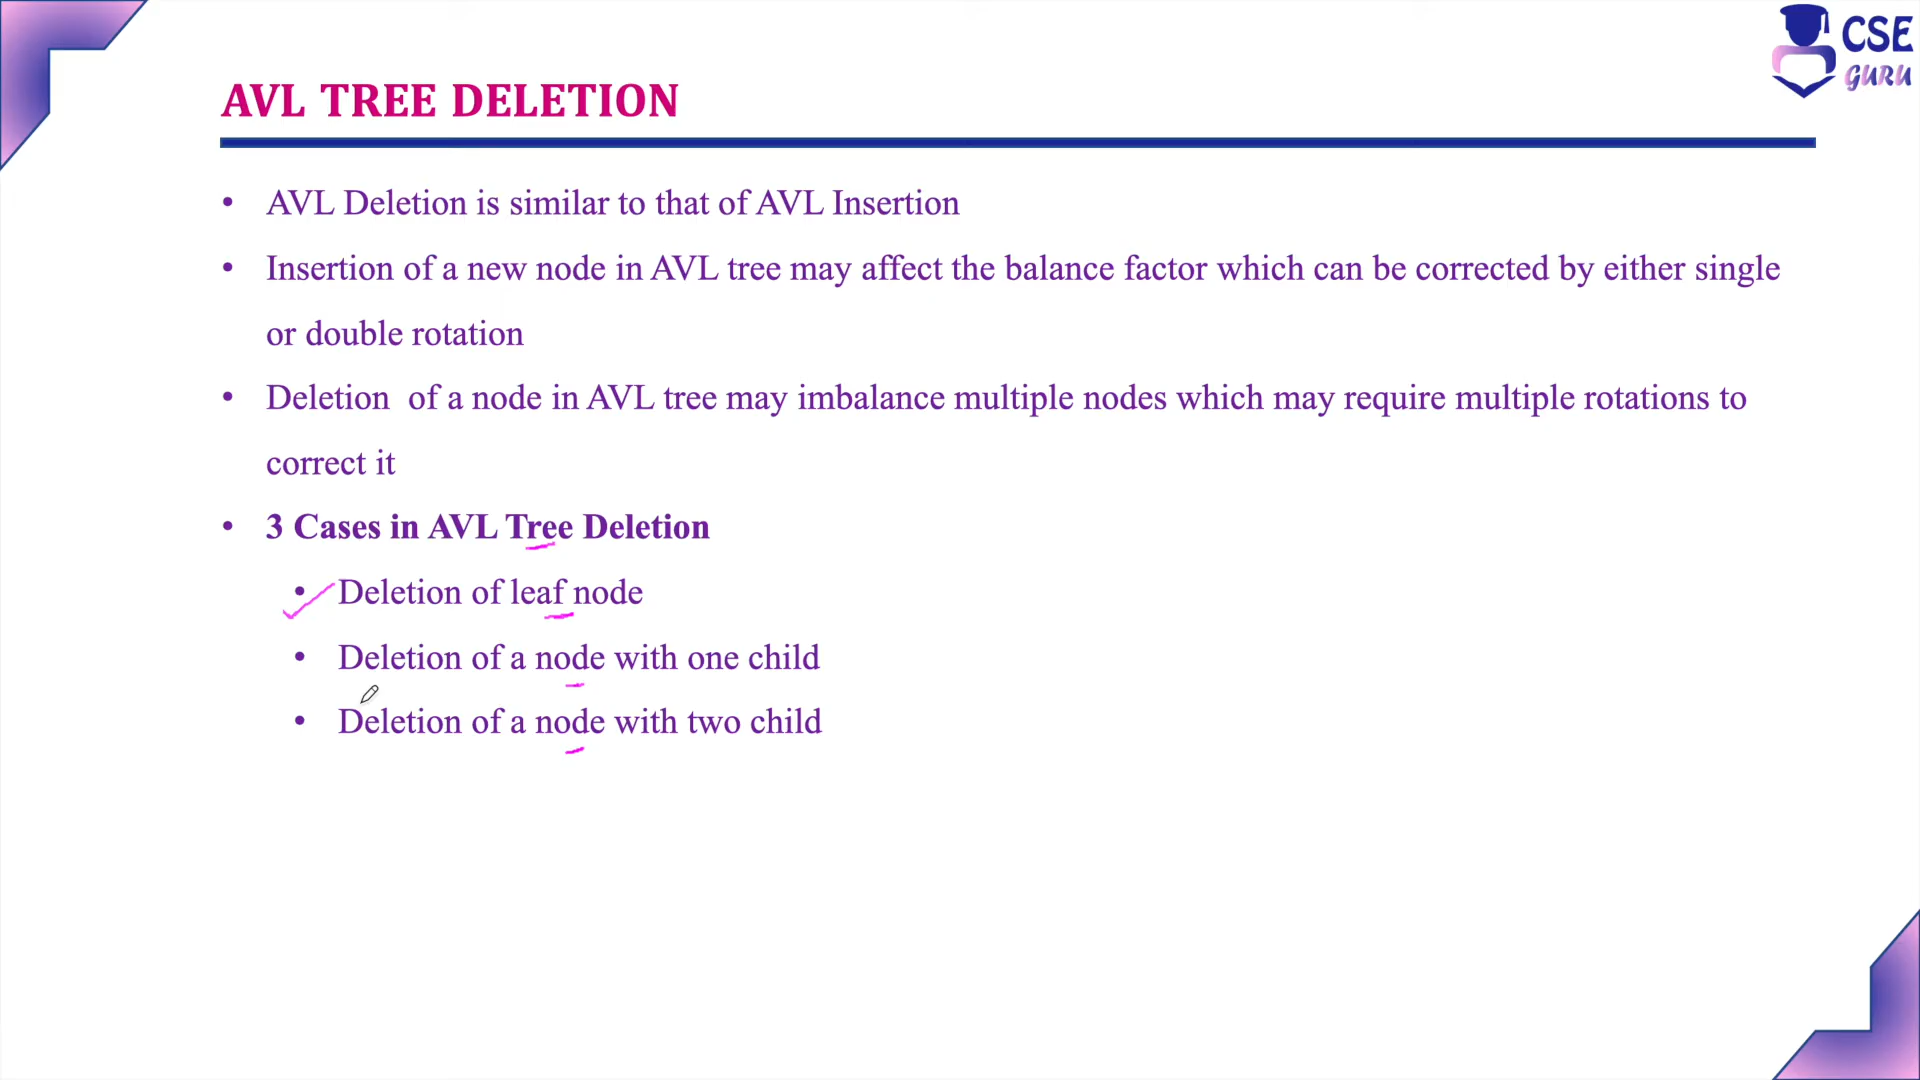 CSE
GURU
AVL TREE DELETION
• AVL Deletion is similar to that of AVL Insertion
• Insertion of a new node in AVL tree may affect the balance factor which can be corrected by either single
or double rotation
• Deletion of a node in AVL tree may imbalance multiple nodes which may require multiple rotations to
correct it
• 3 Cases in AVL Tree Deletion
• Deletion of leaf node
• Deletion of a node with one child
• Deletion of a node with two child